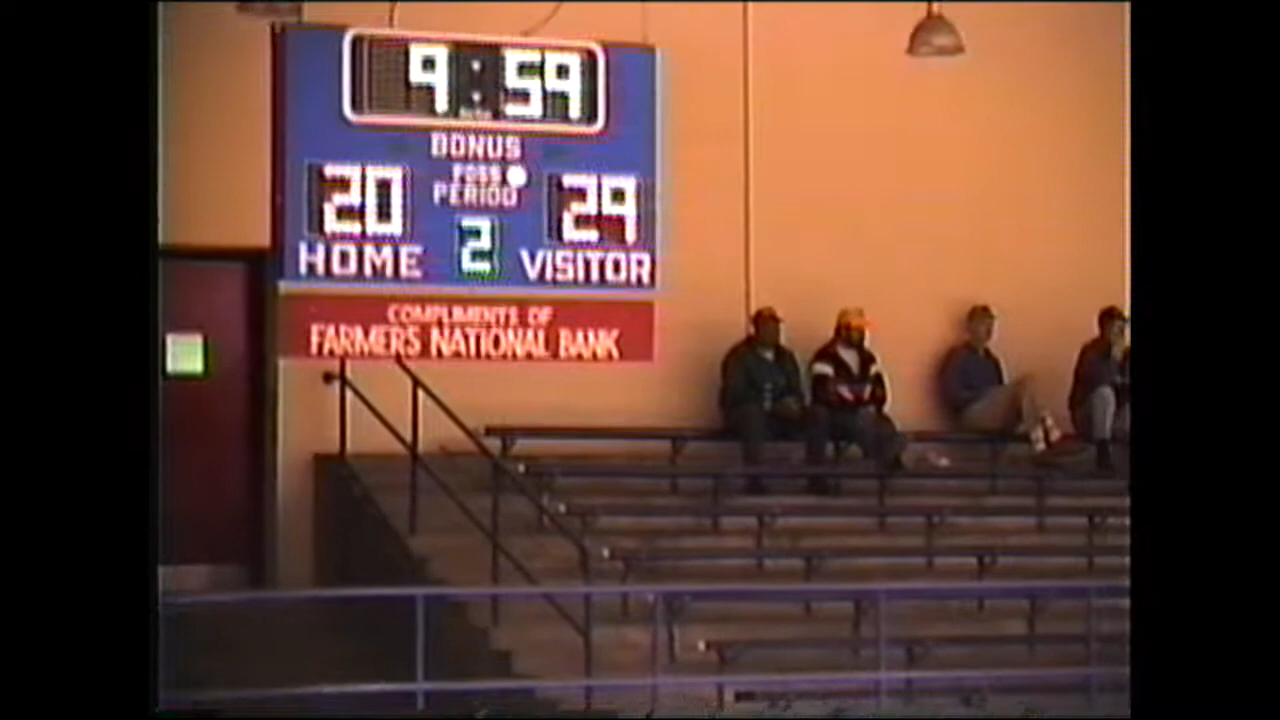 9:59
BONUS
POSS
PERIOD
20 2 29
HOME VISITOR
COMPLIMENTS OF
FARMERS NATIONAL BANK